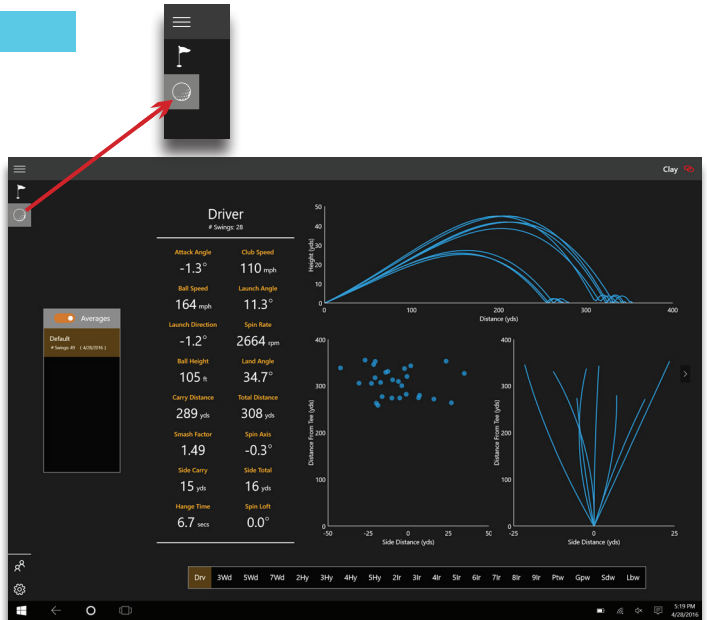 Clay
Driver
# Swings: 28
Attack Angle Club Speed
-1.3° 110 mph
Ball Speed Launch Angle
164 mph 11.3°
Launch Direction Spin Rate
-1.2° 2664 rpm
Ball Height Land Angle
105 ft 34.7°
Carry Distance Total Distance
289 yds 308 yds
Smash Factor Spin Axis
1.49 -0.3°
Side Carry Side Total
15 yds 16 yds
Hange Time Spin Loft
6.7 secs 0.0°
Averages
Default
# Swings: 49 ( 4/28/2016 )
Height (yds)
50
40
30
20
10
0
0 100 200 300 400
Distance (yds)
Distance From Tee (yds)
400
300
200
100
0
-50 -25 0 25 50
Side Distance (yds)
Distance From Tee (yds)
400
300
200
100
0
-25 0 25
Side Distance (yds)
Drv 3Wd 5Wd 7Wd 2Hy 3Hy 4Hy 5Hy 2Ir 3Ir 4Ir 5Ir 6Ir 7Ir 8Ir 9Ir Ptw Gpw Sdw Lbw
5:19 PM
4/28/2016